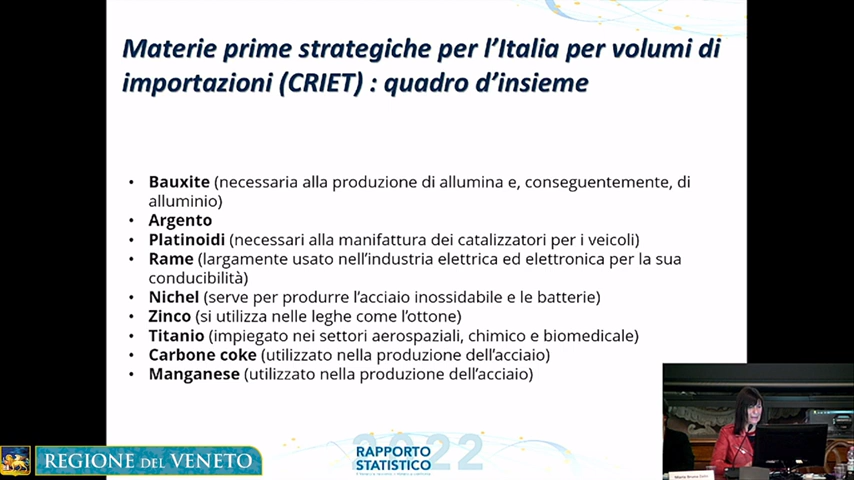 Materie prime strategiche per l'Italia per volumi di
importazioni (CRIET) : quadro d'insieme
• Bauxite (necessaria alla produzione di allumina e, conseguentemente, di
alluminio)
• Argento
• Platinoidi (necessari alla manifattura dei catalizzatori per i veicoli)
• Rame (largamente usato nell'industria elettrica ed elettronica per la sua
conducibilità)
• Nichel (serve per produrre l'acciaio inossidabile e le batterie)
• Zinco (si utilizza nelle leghe come l'ottone)
• Titanio (impiegato nei settori aerospaziali, chimico e biomedicale)
• Carbone coke (utilizzato nella produzione dell'acciaio)
• Manganese (utilizzato nella produzione dell'acciaio)
REGIONE DEL VENETO
2022
RAPPORTO
STATISTICO